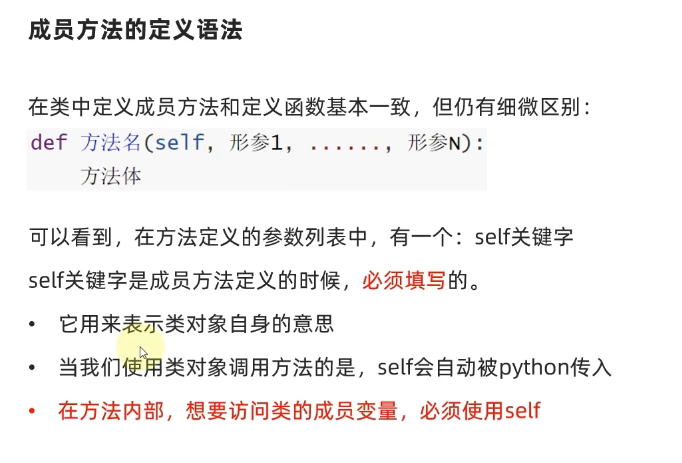 成员方法的定义语法
在类中定义成员方法和定义函数基本一致，但仍有细微区别：
def 方法名(self, 形参1, ......, 形参N):
方法体
可以看到，在方法定义的参数列表中，有一个：self关键字
self关键字是成员方法定义的时候，必须填写的。
• 它用来表示类对象自身的意思
• 当我们使用类对象调用方法的是，self会自动被python传入
• 在方法内部，想要访问类的成员变量，必须使用self